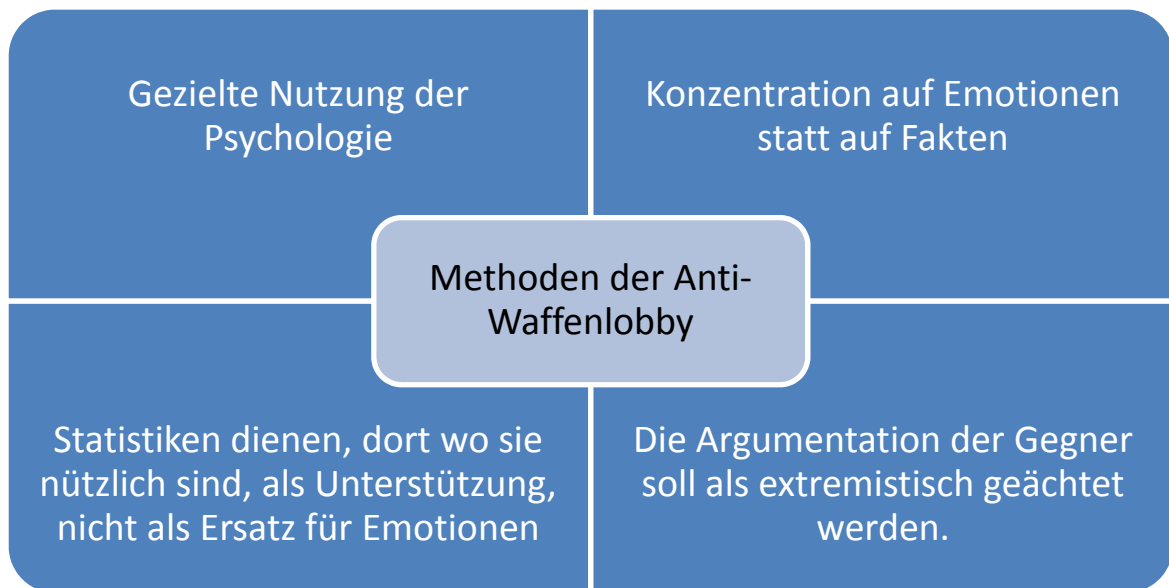 Gezielte Nutzung der
Psychologie
Konzentration auf Emotionen
statt auf Fakten
Methoden der Anti-
Waffenlobby
Statistiken dienen, dort wo sie
nützlich sind, als Unterstützung,
nicht als Ersatz für Emotionen
Die Argumentation der Gegner
soll als extremistisch geächtet
werden.